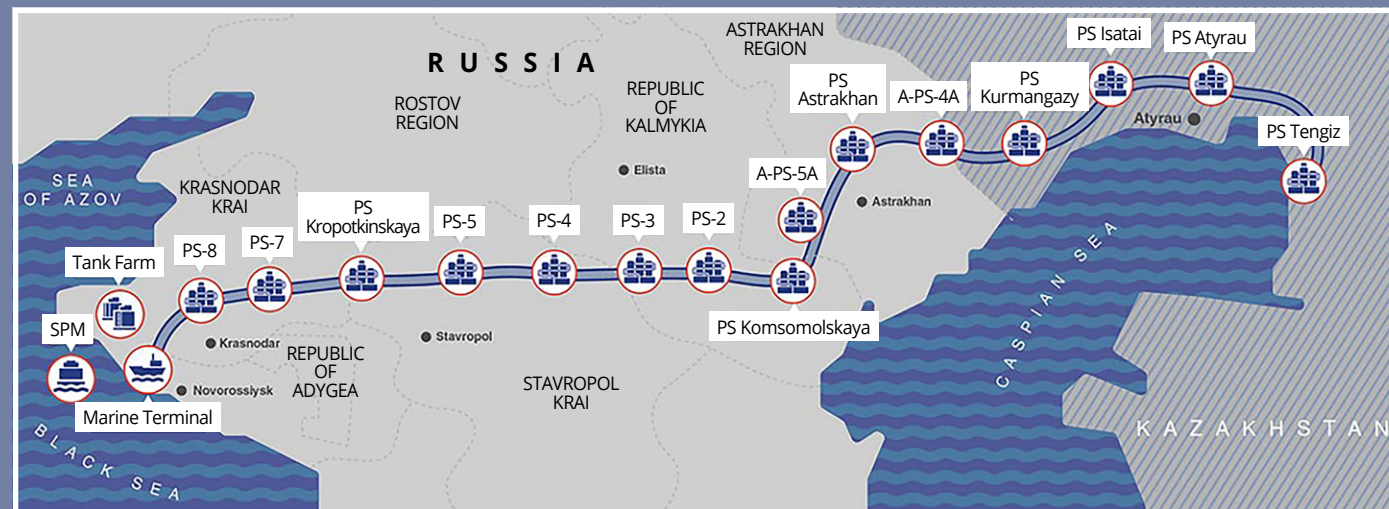 ASTRAKHAN
REGION
PS Isatai
PS Atyrau
RUSSIA
PS
Astrakhan
A-PS-4A
PS
Kurmangazy
ROSTOV
REGION
REPUBLIC
OF
KALMYKIA
Atyrau
PS Tengiz
SEA
OF AZOV
KRASNODAR
KRAI
Elista
A-PS-5A
Astrakhan
PS
Kropotkinskaya
PS-5
PS-4
PS-3
PS-2
PS-8
PS-7
Tank Farm
CASPIAN SEA
SPM
Krasnodar
Stavropol
PS Komsomolskaya
REPUBLIC
OF
ADYGEA
STAVROPOL
KRAI
Novorossiysk
Marine Terminal
KAZAKHSTAN
BLACK SEA